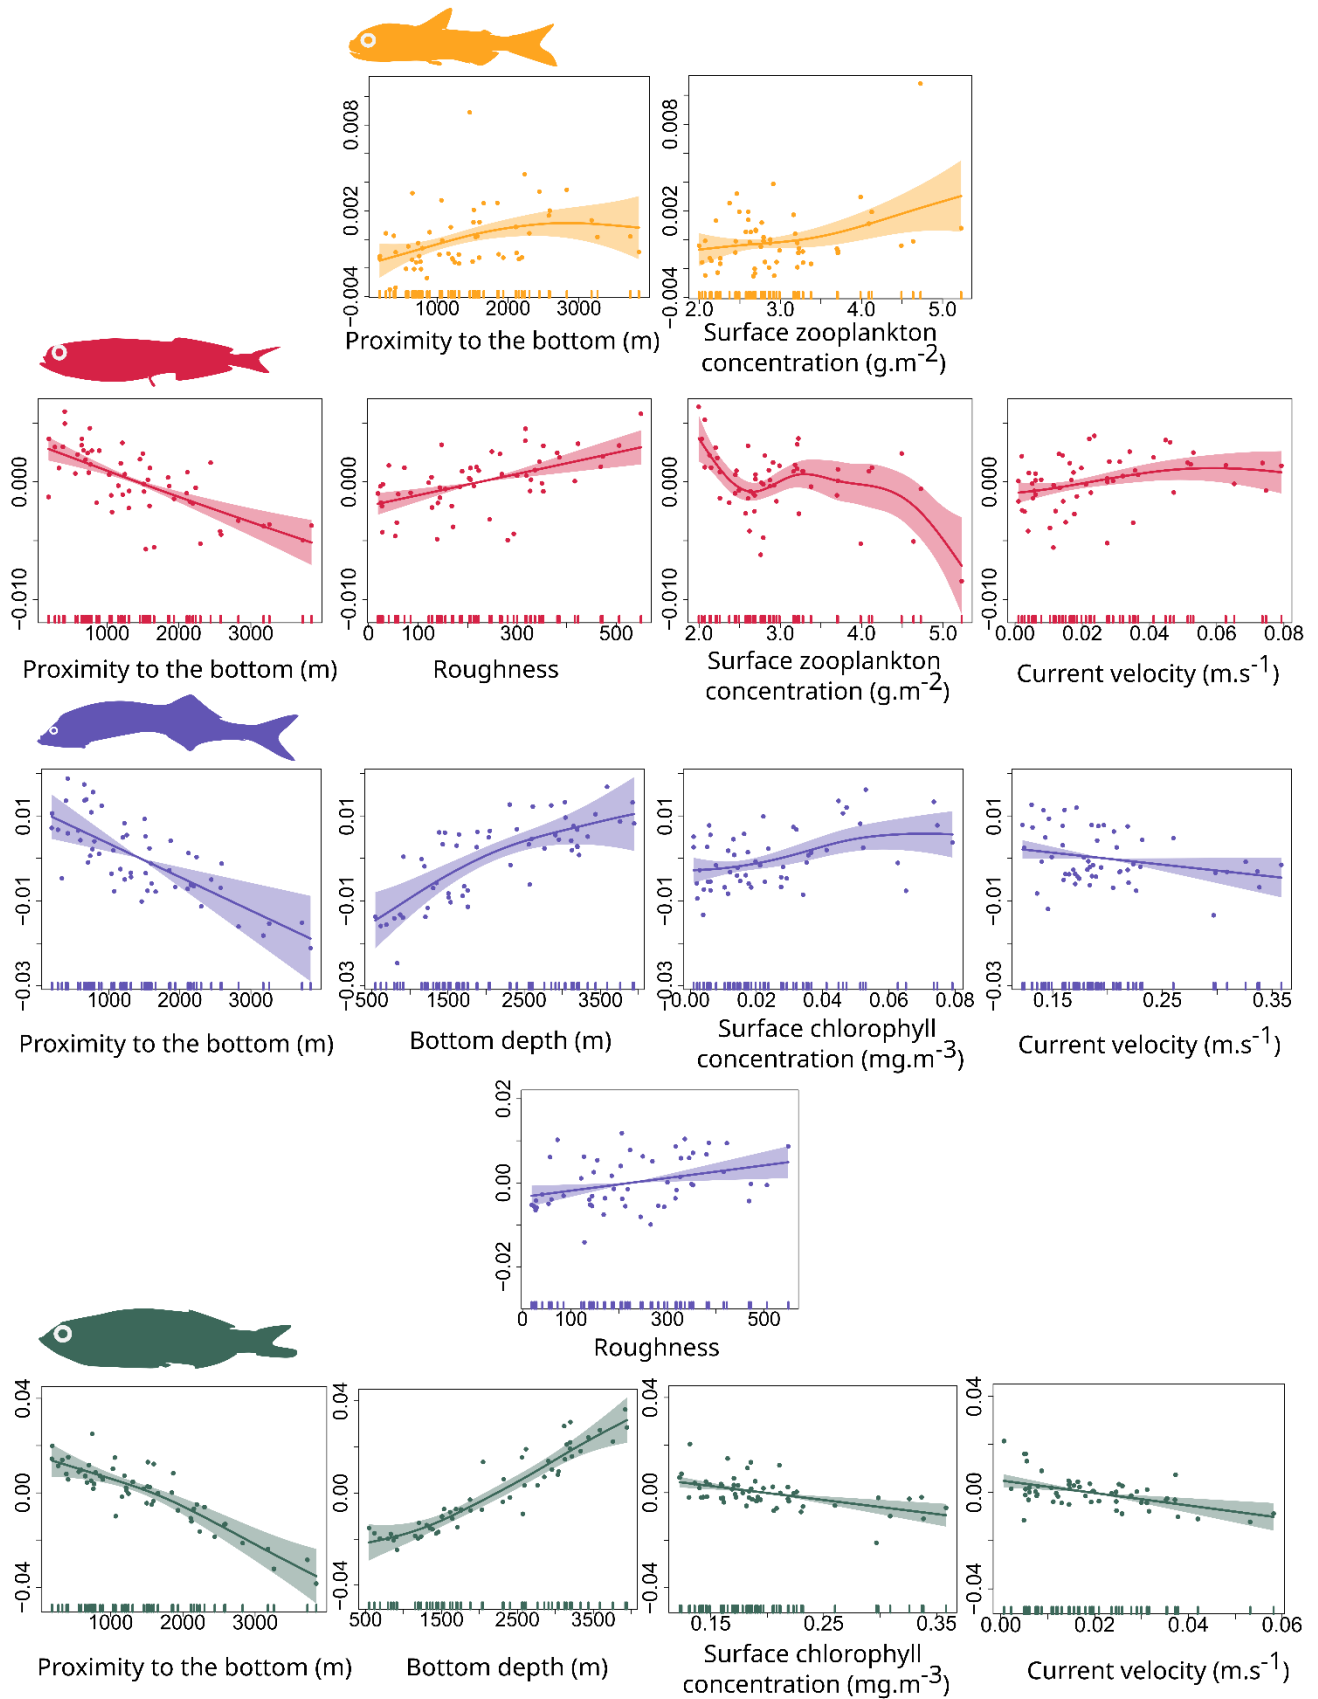 0.008
0.002
−0.004
1000 2000 3000
Proximity to the bottom (m)
0.008
0.002
−0.004
2.0 3.0 4.0 5.0
Surface zooplankton
concentration (g.m-2)
0.000
−0.010
1000 2000 3000
Proximity to the bottom (m)
0 100 300 500
Roughness
0.000
−0.010
2.0 3.0 4.0 5.0
Surface zooplankton
concentration (g.m-2)
0.000
−0.010
0.00 0.02 0.04 0.06 0.08
Current velocity (m.s-1)
0.01
−0.01
−0.03
1000 2000 3000
Proximity to the bottom (m)
0.01
−0.01
−0.03
500 1500 2500 3500
Bottom depth (m)
0.01
−0.01
−0.03
0.00 0.02 0.04 0.06 0.08
Surface chlorophyll
concentration (mg.m-3)
0.01
−0.01
−0.03
0.15 0.25 0.35
Current velocity (m.s-1)
0.02
0.00
−0.02
0 100 300 500
Roughness
0.04
0.00
−0.04
1000 2000 3000
Proximity to the bottom (m)
0.04
0.00
−0.04
500 1500 2500 3500
Bottom depth (m)
0.04
0.00
−0.04
0.15 0.25 0.35
Surface chlorophyll
concentration (mg.m-3)
0.04
0.00
−0.04
0.00 0.02 0.04 0.06
Current velocity (m.s-1)